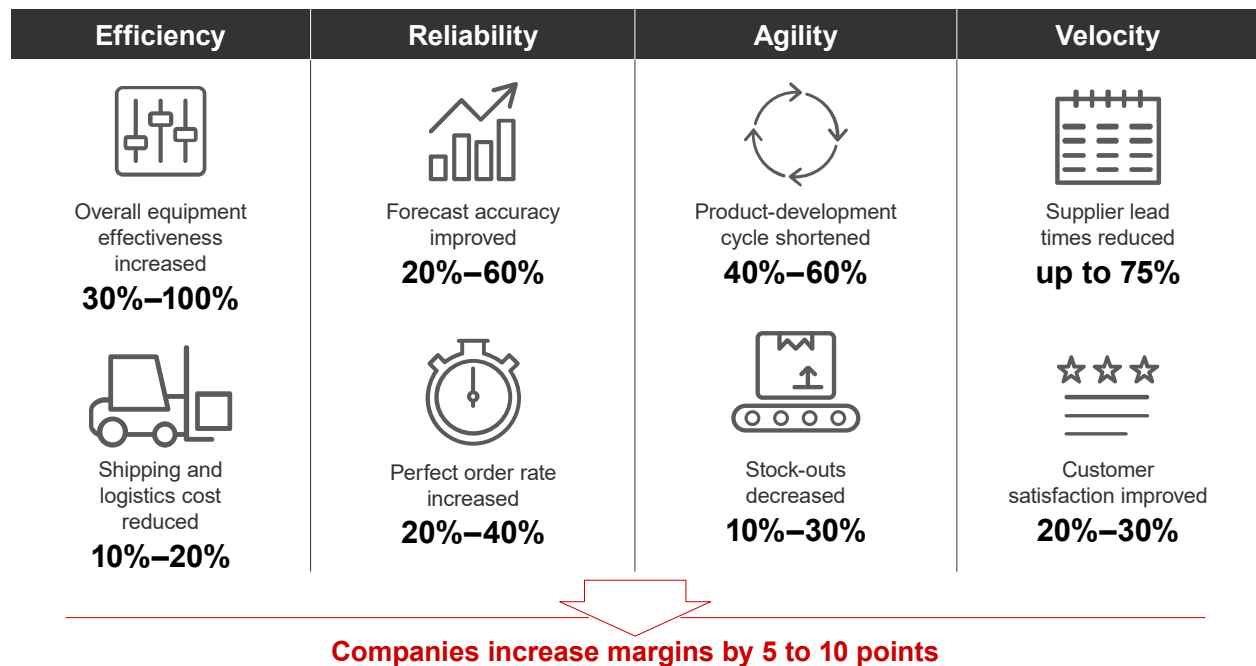 Efficiency
Reliability
Agility
Velocity
Overall equipment
effectiveness
increased
30%–100%
Forecast accuracy
improved
20%–60%
Product-development
cycle shortened
40%–60%
Supplier lead
times reduced
up to 75%
Shipping and
logistics cost
reduced
10%–20%
Perfect order rate
increased
20%–40%
Stock-outs
decreased
10%–30%
Customer
satisfaction improved
20%–30%
Companies increase margins by 5 to 10 points